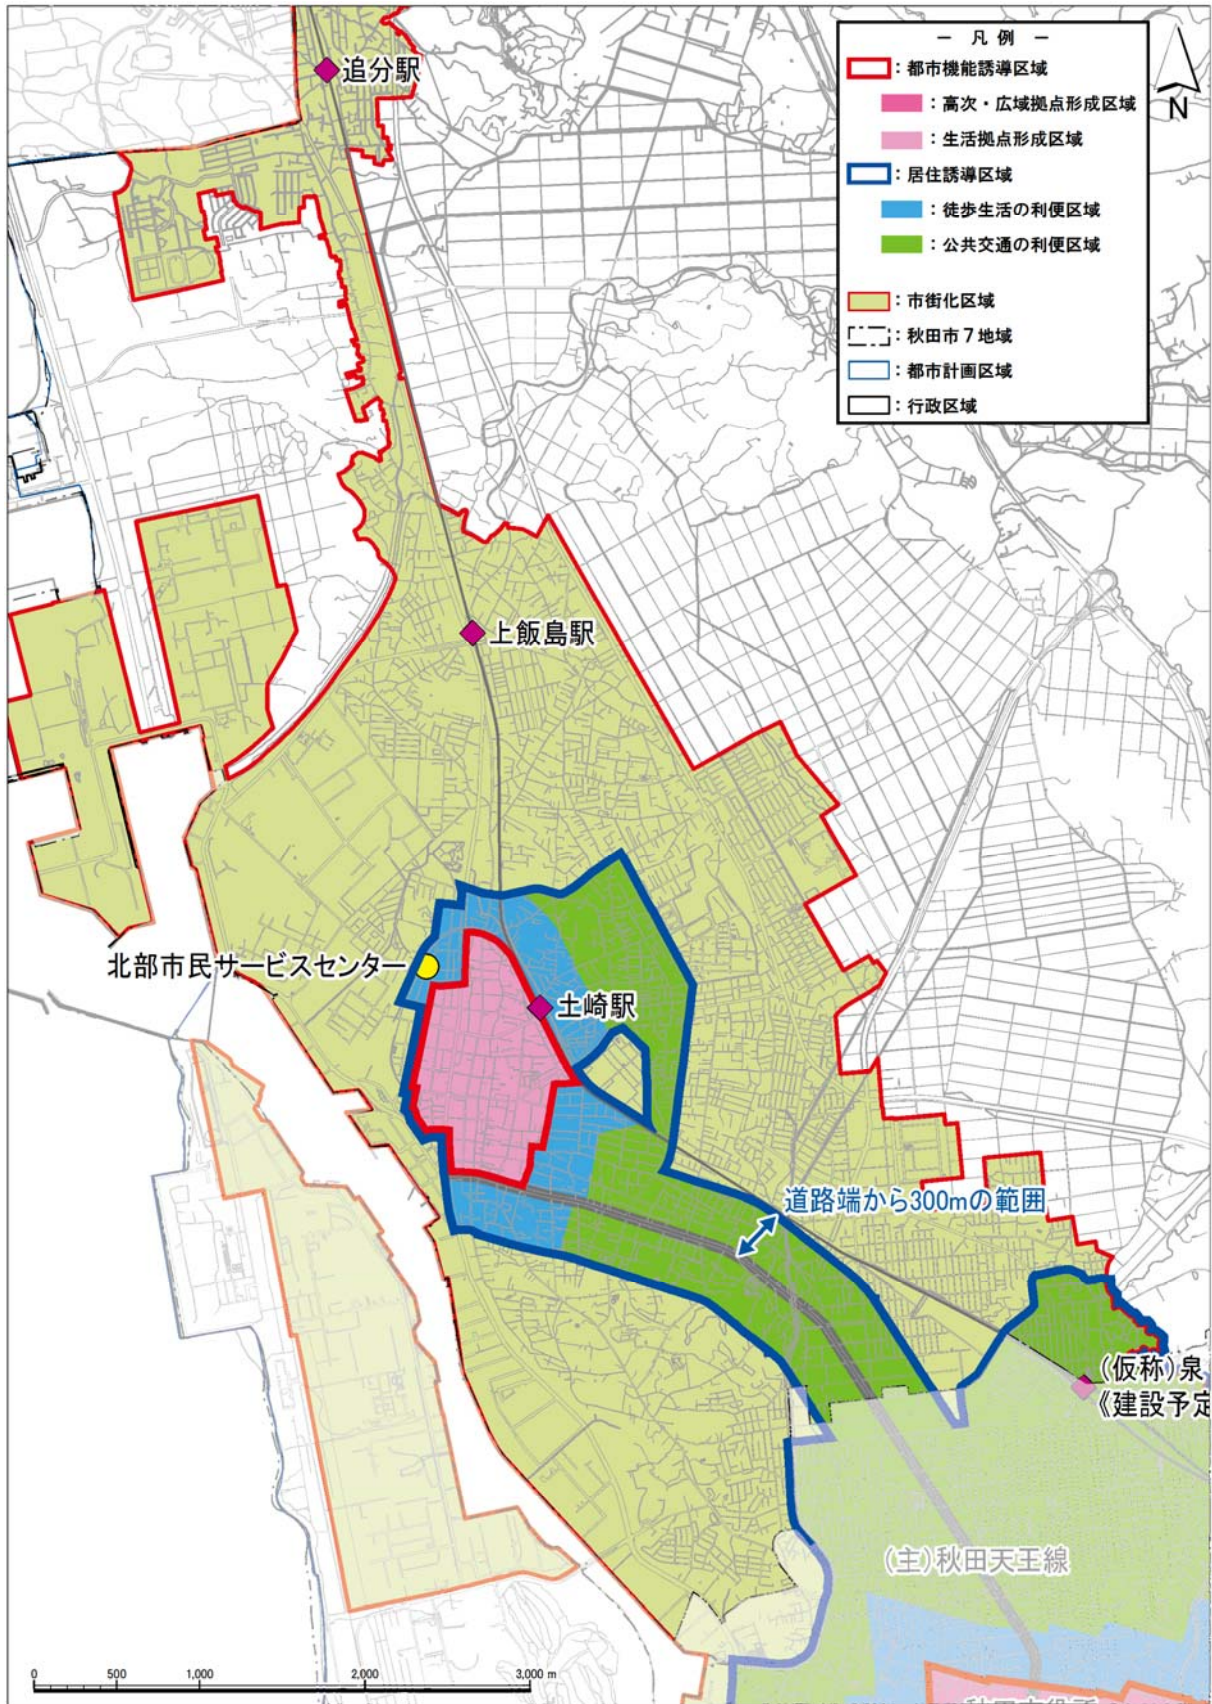 ― 凡 例 ―
：都市機能誘導区域
：高次・広域拠点形成区域
：生活拠点形成区域
：居住誘導区域
：徒歩生活の利便区域
：公共交通の利便区域
：市街化区域
：秋田市７地域
：都市計画区域
：行政区域
N
追分駅
上飯島駅
北部市民サービスセンター
土崎駅
道路端から300mの範囲
(仮称)泉
《建設予定
(主)秋田天王線
秋田市役所
0 500 1,000 2,000 3,000 m